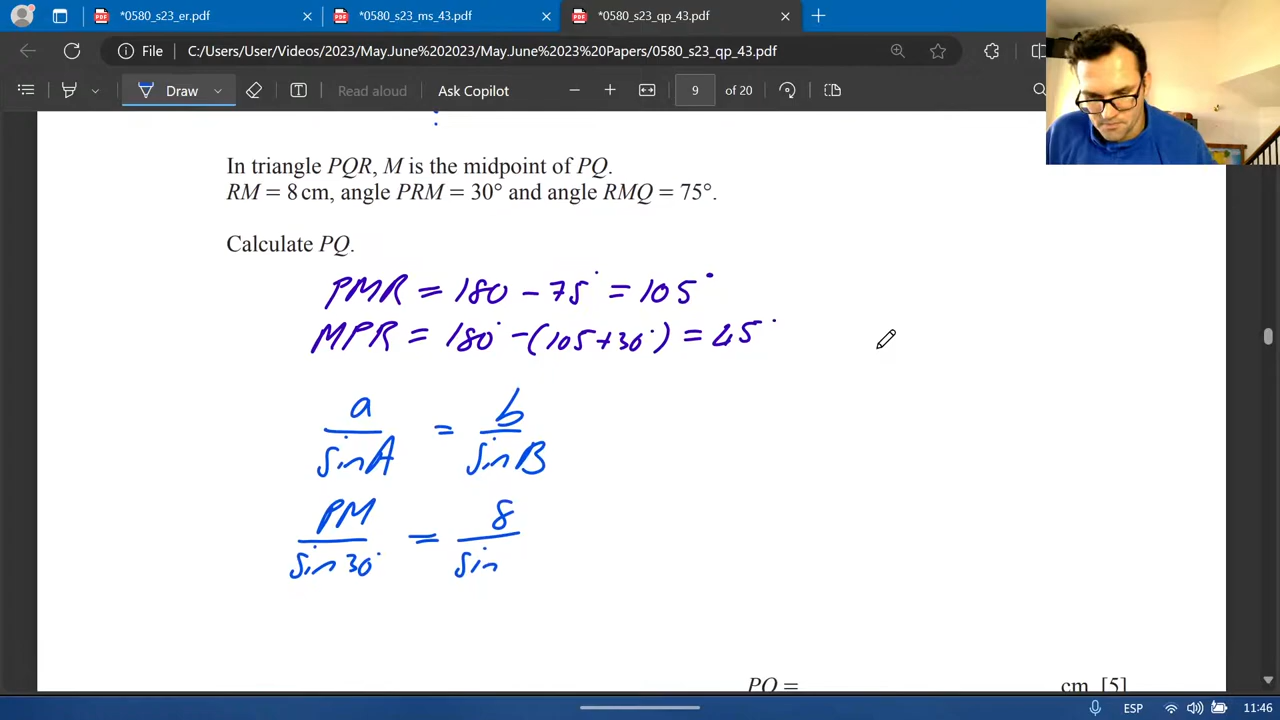 *0580_s23_er.pdf
*0580_s23_ms_43.pdf
*0580_s23_qp_43.pdf
File
C:/Users/User/Videos/2023/May.June%202023/May.June%2023%20Papers/0580_s23_qp_43.pdf
Draw
Read aloud
Ask Copilot
9 of 20
In triangle PQR, M is the midpoint of PQ.
RM = 8 cm, angle PRM = 30° and angle RMQ = 75°.
Calculate PQ.
PMR = 180 - 75° = 105°
MPR = 180° - (105+30°) = 45°
a/sinA = b/sinB
PM/sin30° = 8/sin
PQ = cm [5]
ESP
11:46